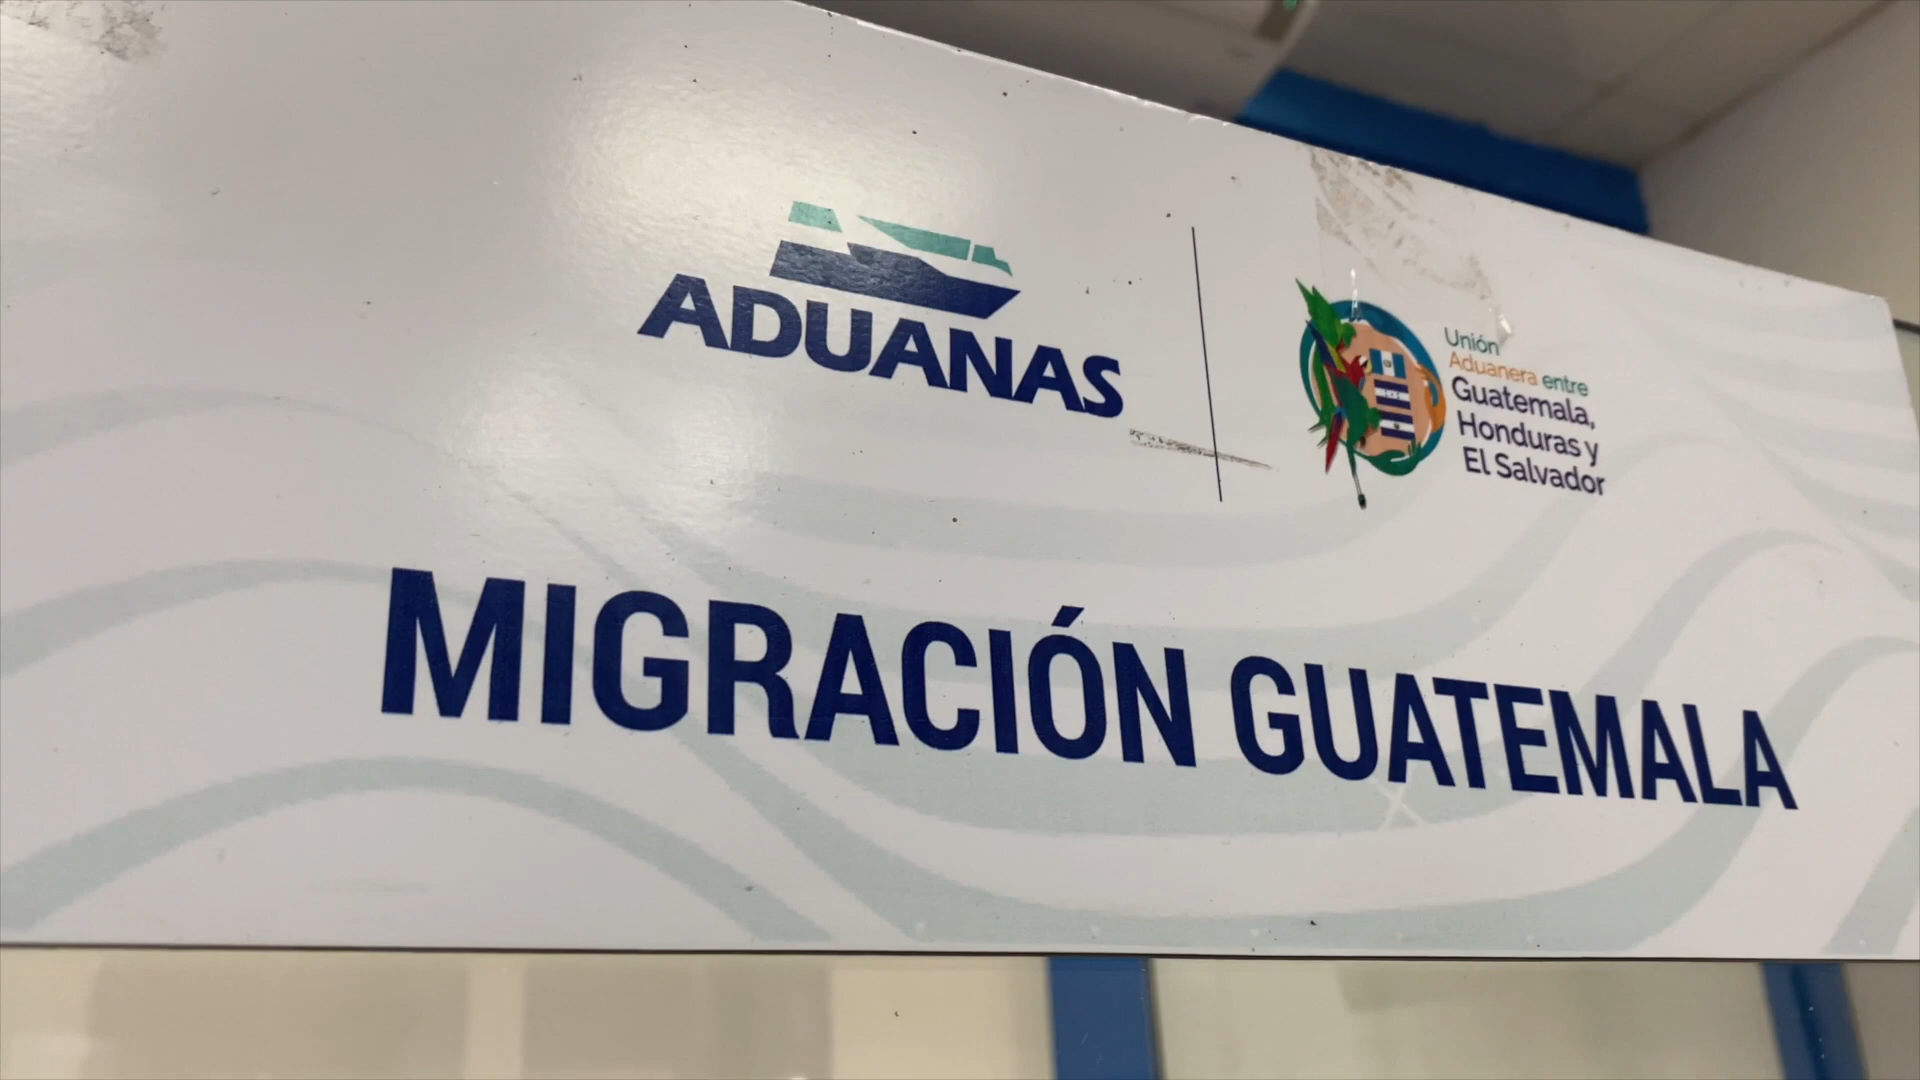 ADUANAS
Unión
Aduanera entre
Guatemala,
Honduras y
El Salvador
MIGRACIÓN GUATEMALA